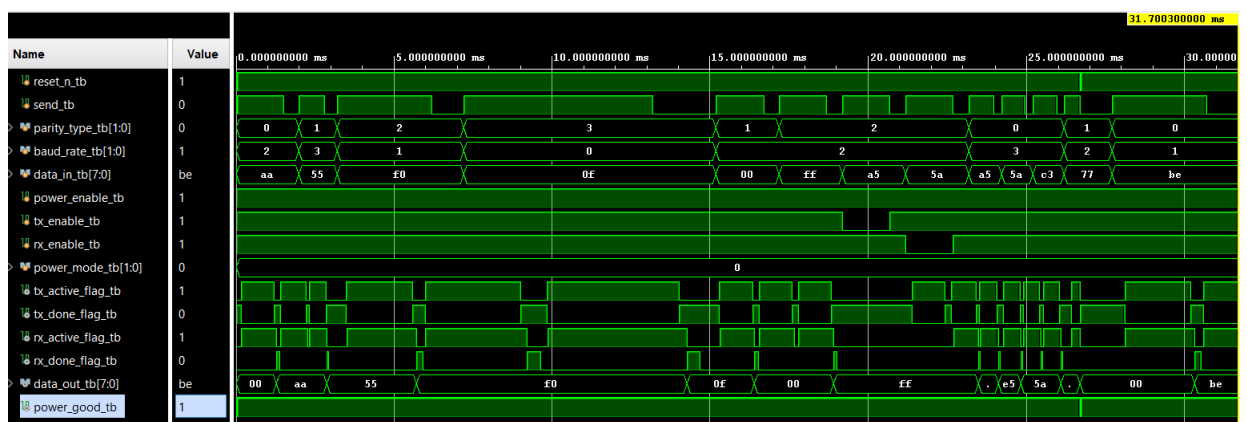 31.700300000 ms
Name Value 0.000000000 ms 5.000000000 ms 10.000000000 ms 15.000000000 ms 20.000000000 ms 25.000000000 ms 30.00000
reset_n_tb 1
send_tb 0
parity_type_tb[1:0] 0 0 1 2 3 1 2 0 1 0
baud_rate_tb[1:0] 1 2 3 1 0 2 3 2 1
data_in_tb[7:0] be aa 55 f0 0f 00 ff a5 5a a5 5a c3 77 be
power_enable_tb 1
tx_enable_tb 1
rx_enable_tb 1
power_mode_tb[1:0] 0 0
tx_active_flag_tb 1
tx_done_flag_tb 0
rx_active_flag_tb 1
rx_done_flag_tb 0
data_out_tb[7:0] be 00 aa 55 f0 0f 00 ff . e5 5a . 00 be
power_good_tb 1